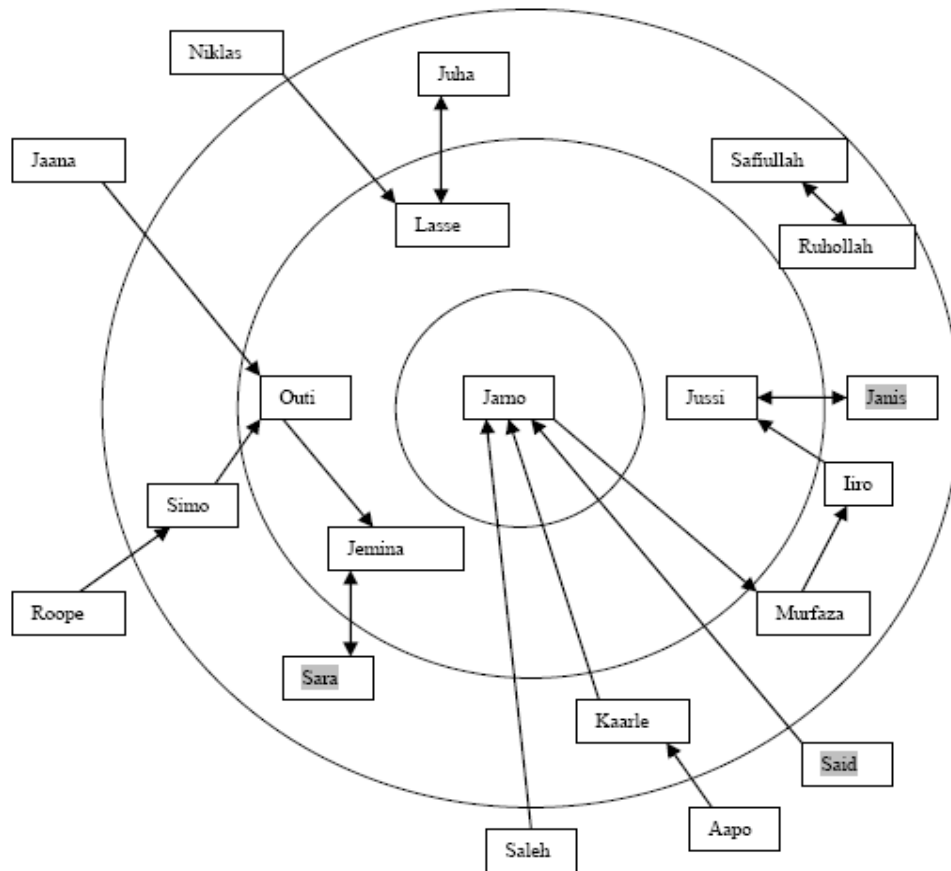 Niklas
Juha
Jaana
Safiullah
Lasse
Ruhollah
Outi
Jarno
Jussi
Janis
Iiro
Simo
Jemina
Roope
Murfaza
Sara
Kaarle
Said
Aapo
Saleh